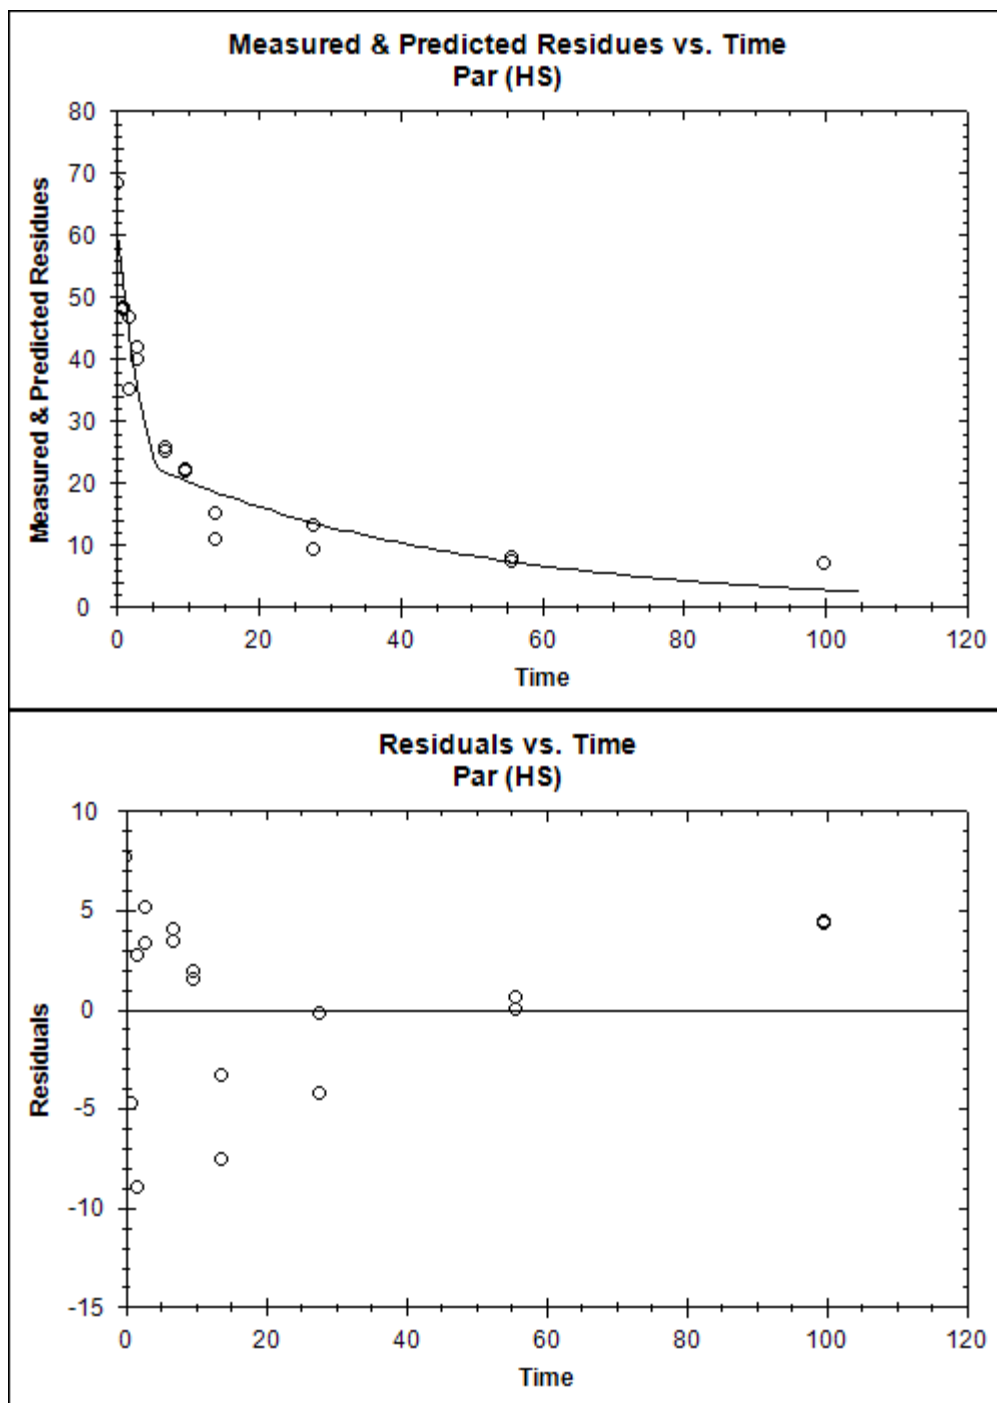 Measured & Predicted Residues vs. Time
Par (HS)
Measured & Predicted Residues
80
70
60
50
40
30
20
10
0
0 20 40 60 80 100 120
Time
Residuals vs. Time
Par (HS)
Residuals
10
5
0
-5
-10
-15
0 20 40 60 80 100 120
Time